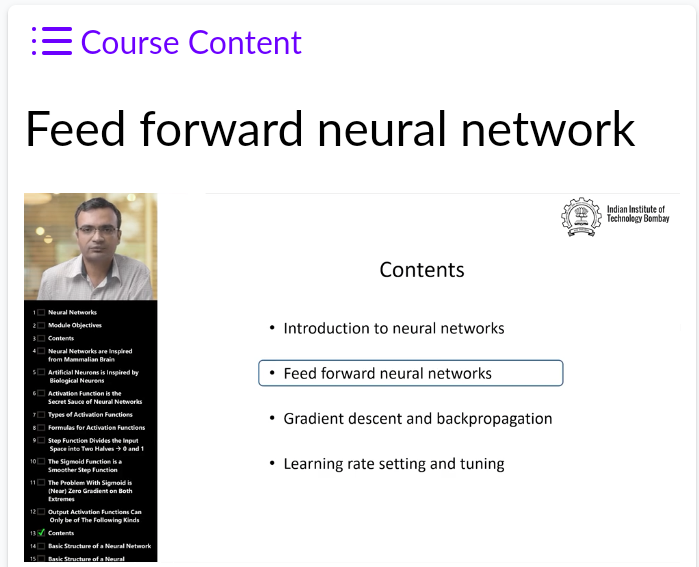 Course Content
Feed forward neural network
Indian Institute of
Technology Bombay
Contents
• Introduction to neural networks
• Feed forward neural networks
• Gradient descent and backpropagation
• Learning rate setting and tuning
1 Neural Networks
2 Module Objectives
3 Contents
4 Neural Networks are Inspired
from Mammalian Brain
5 Artificial Neurons is Inspired by
Biological Neurons
6 Activation Function is the
Secret Sauce of Neural Networks
7 Types of Activation Functions
8 Formulas for Activation Functions
9 Step Function Divides the Input
Space into Two Halves → 0 and 1
10 The Sigmoid Function is a
Smoother Step Function
11 The Problem With Sigmoid is
(Near) Zero Gradient on Both
Extremes
12 Output Activation Functions Can
Only be of The Following Kinds
13 Contents
14 Basic Structure of a Neural Network
15 Basic Structure of a Neural